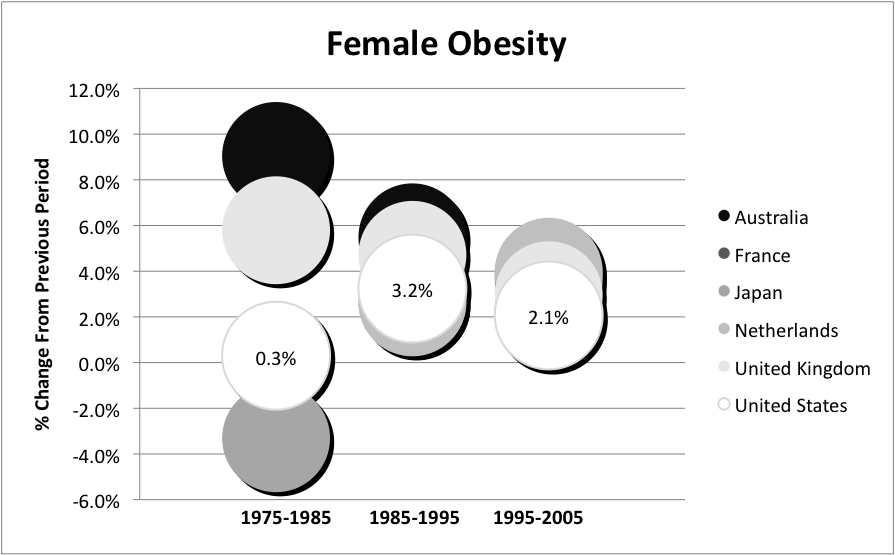 Female Obesity
% Change From Previous Period
12.0%
10.0%
8.0%
6.0%
4.0%
2.0%
0.0%
-2.0%
-4.0%
-6.0%
0.3%
3.2%
2.1%
1975-1985
1985-1995
1995-2005
Australia
France
Japan
Netherlands
United Kingdom
United States